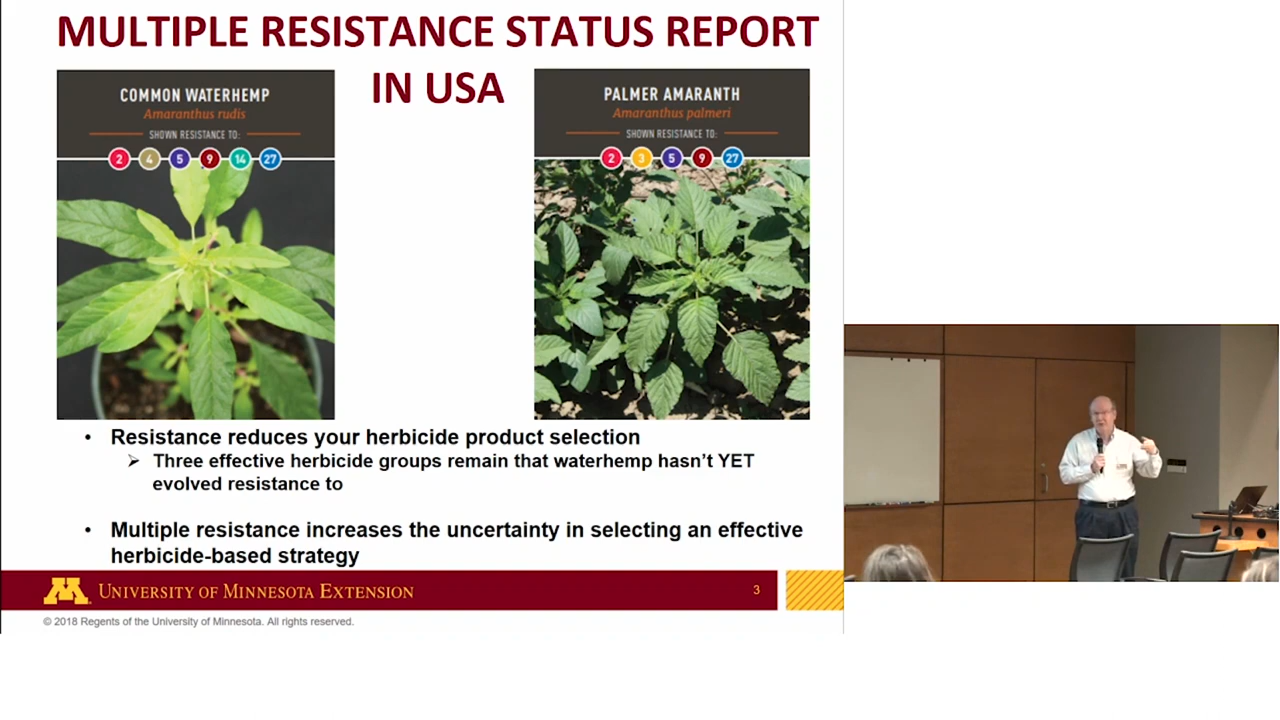 MULTIPLE RESISTANCE STATUS REPORT
IN USA
COMMON WATERHEMP
Amaranthus rudis
SHOWN RESISTANCE TO:
2 4 5 9 14 27
PALMER AMARANTH
Amaranthus palmeri
SHOWN RESISTANCE TO:
2 3 5 9 27
• Resistance reduces your herbicide product selection
➢ Three effective herbicide groups remain that waterhemp hasn't YET
evolved resistance to
• Multiple resistance increases the uncertainty in selecting an effective
herbicide-based strategy
M UNIVERSITY OF MINNESOTA EXTENSION
3
© 2018 Regents of the University of Minnesota. All rights reserved.